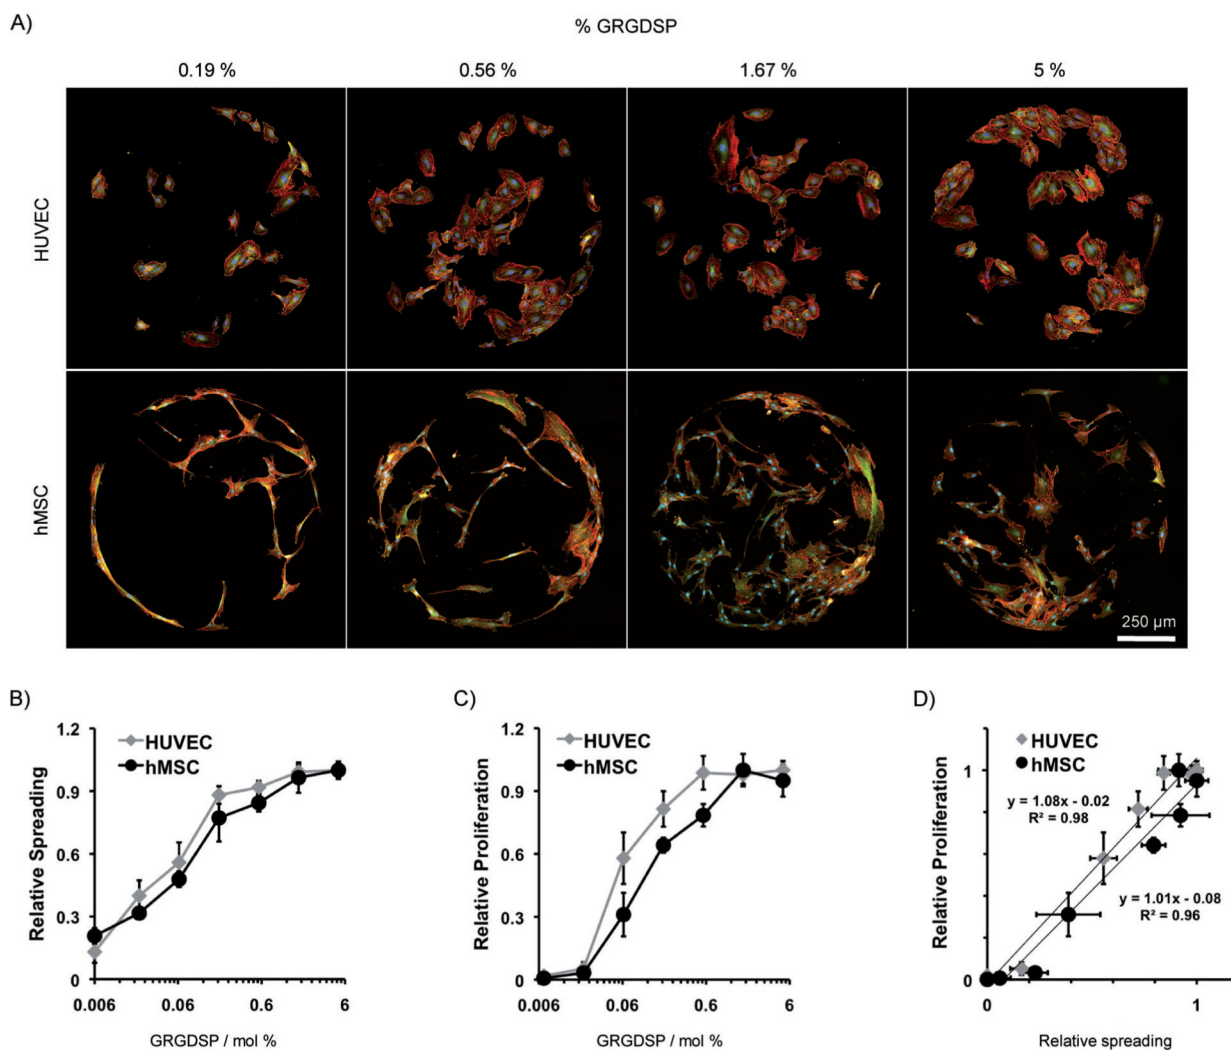 A)
% GRGDSP
0.19 %
0.56 %
1.67 %
5 %
HUVEC
hMSC
250 µm
B)
1.2
0.9
0.6
0.3
0
Relative Spreading
HUVEC
hMSC
0.006
0.06
0.6
6
GRGDSP / mol %
C)
1.2
0.9
0.6
0.3
0
Relative Proliferation
HUVEC
hMSC
0.006
0.06
0.6
6
GRGDSP / mol %
D)
1
0
Relative Proliferation
HUVEC
hMSC
y = 1.08x - 0.02
R² = 0.98
y = 1.01x - 0.08
R² = 0.96
0
1
Relative spreading